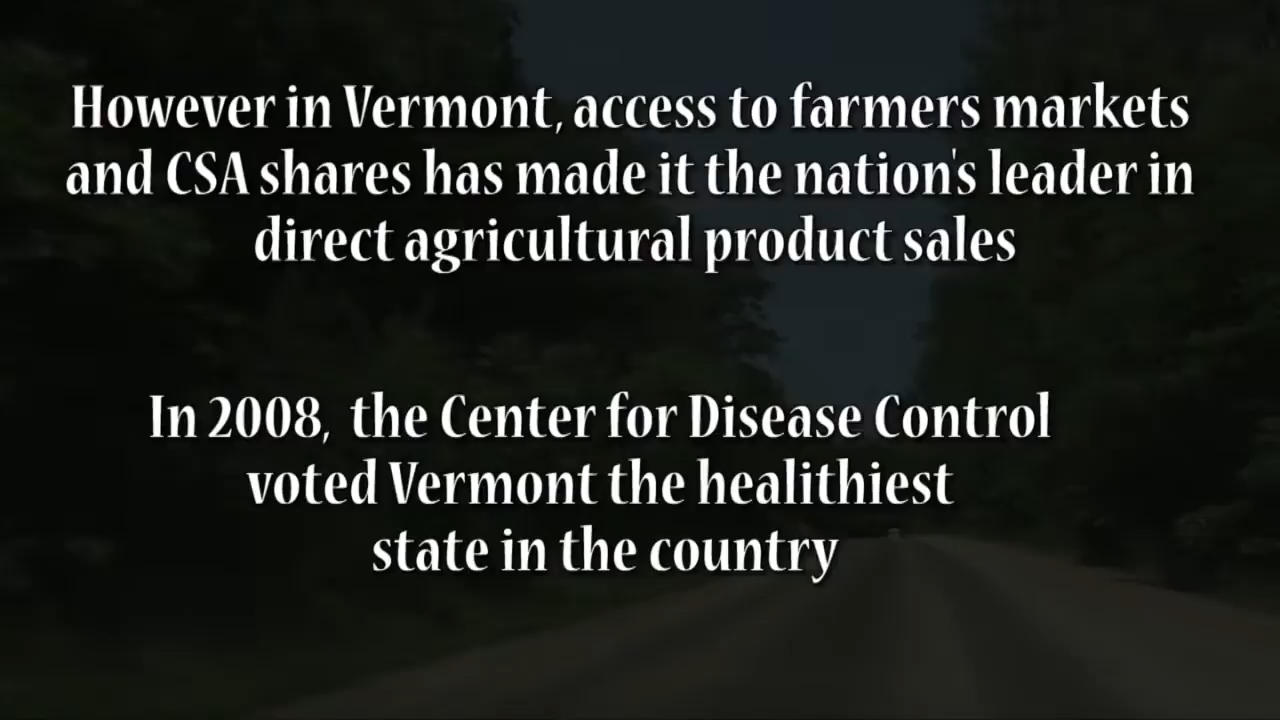 However in Vermont, access to farmers markets
and CSA shares has made it the nation's leader in
direct agricultural product sales
In 2008, the Center for Disease Control
voted Vermont the healithiest
state in the country